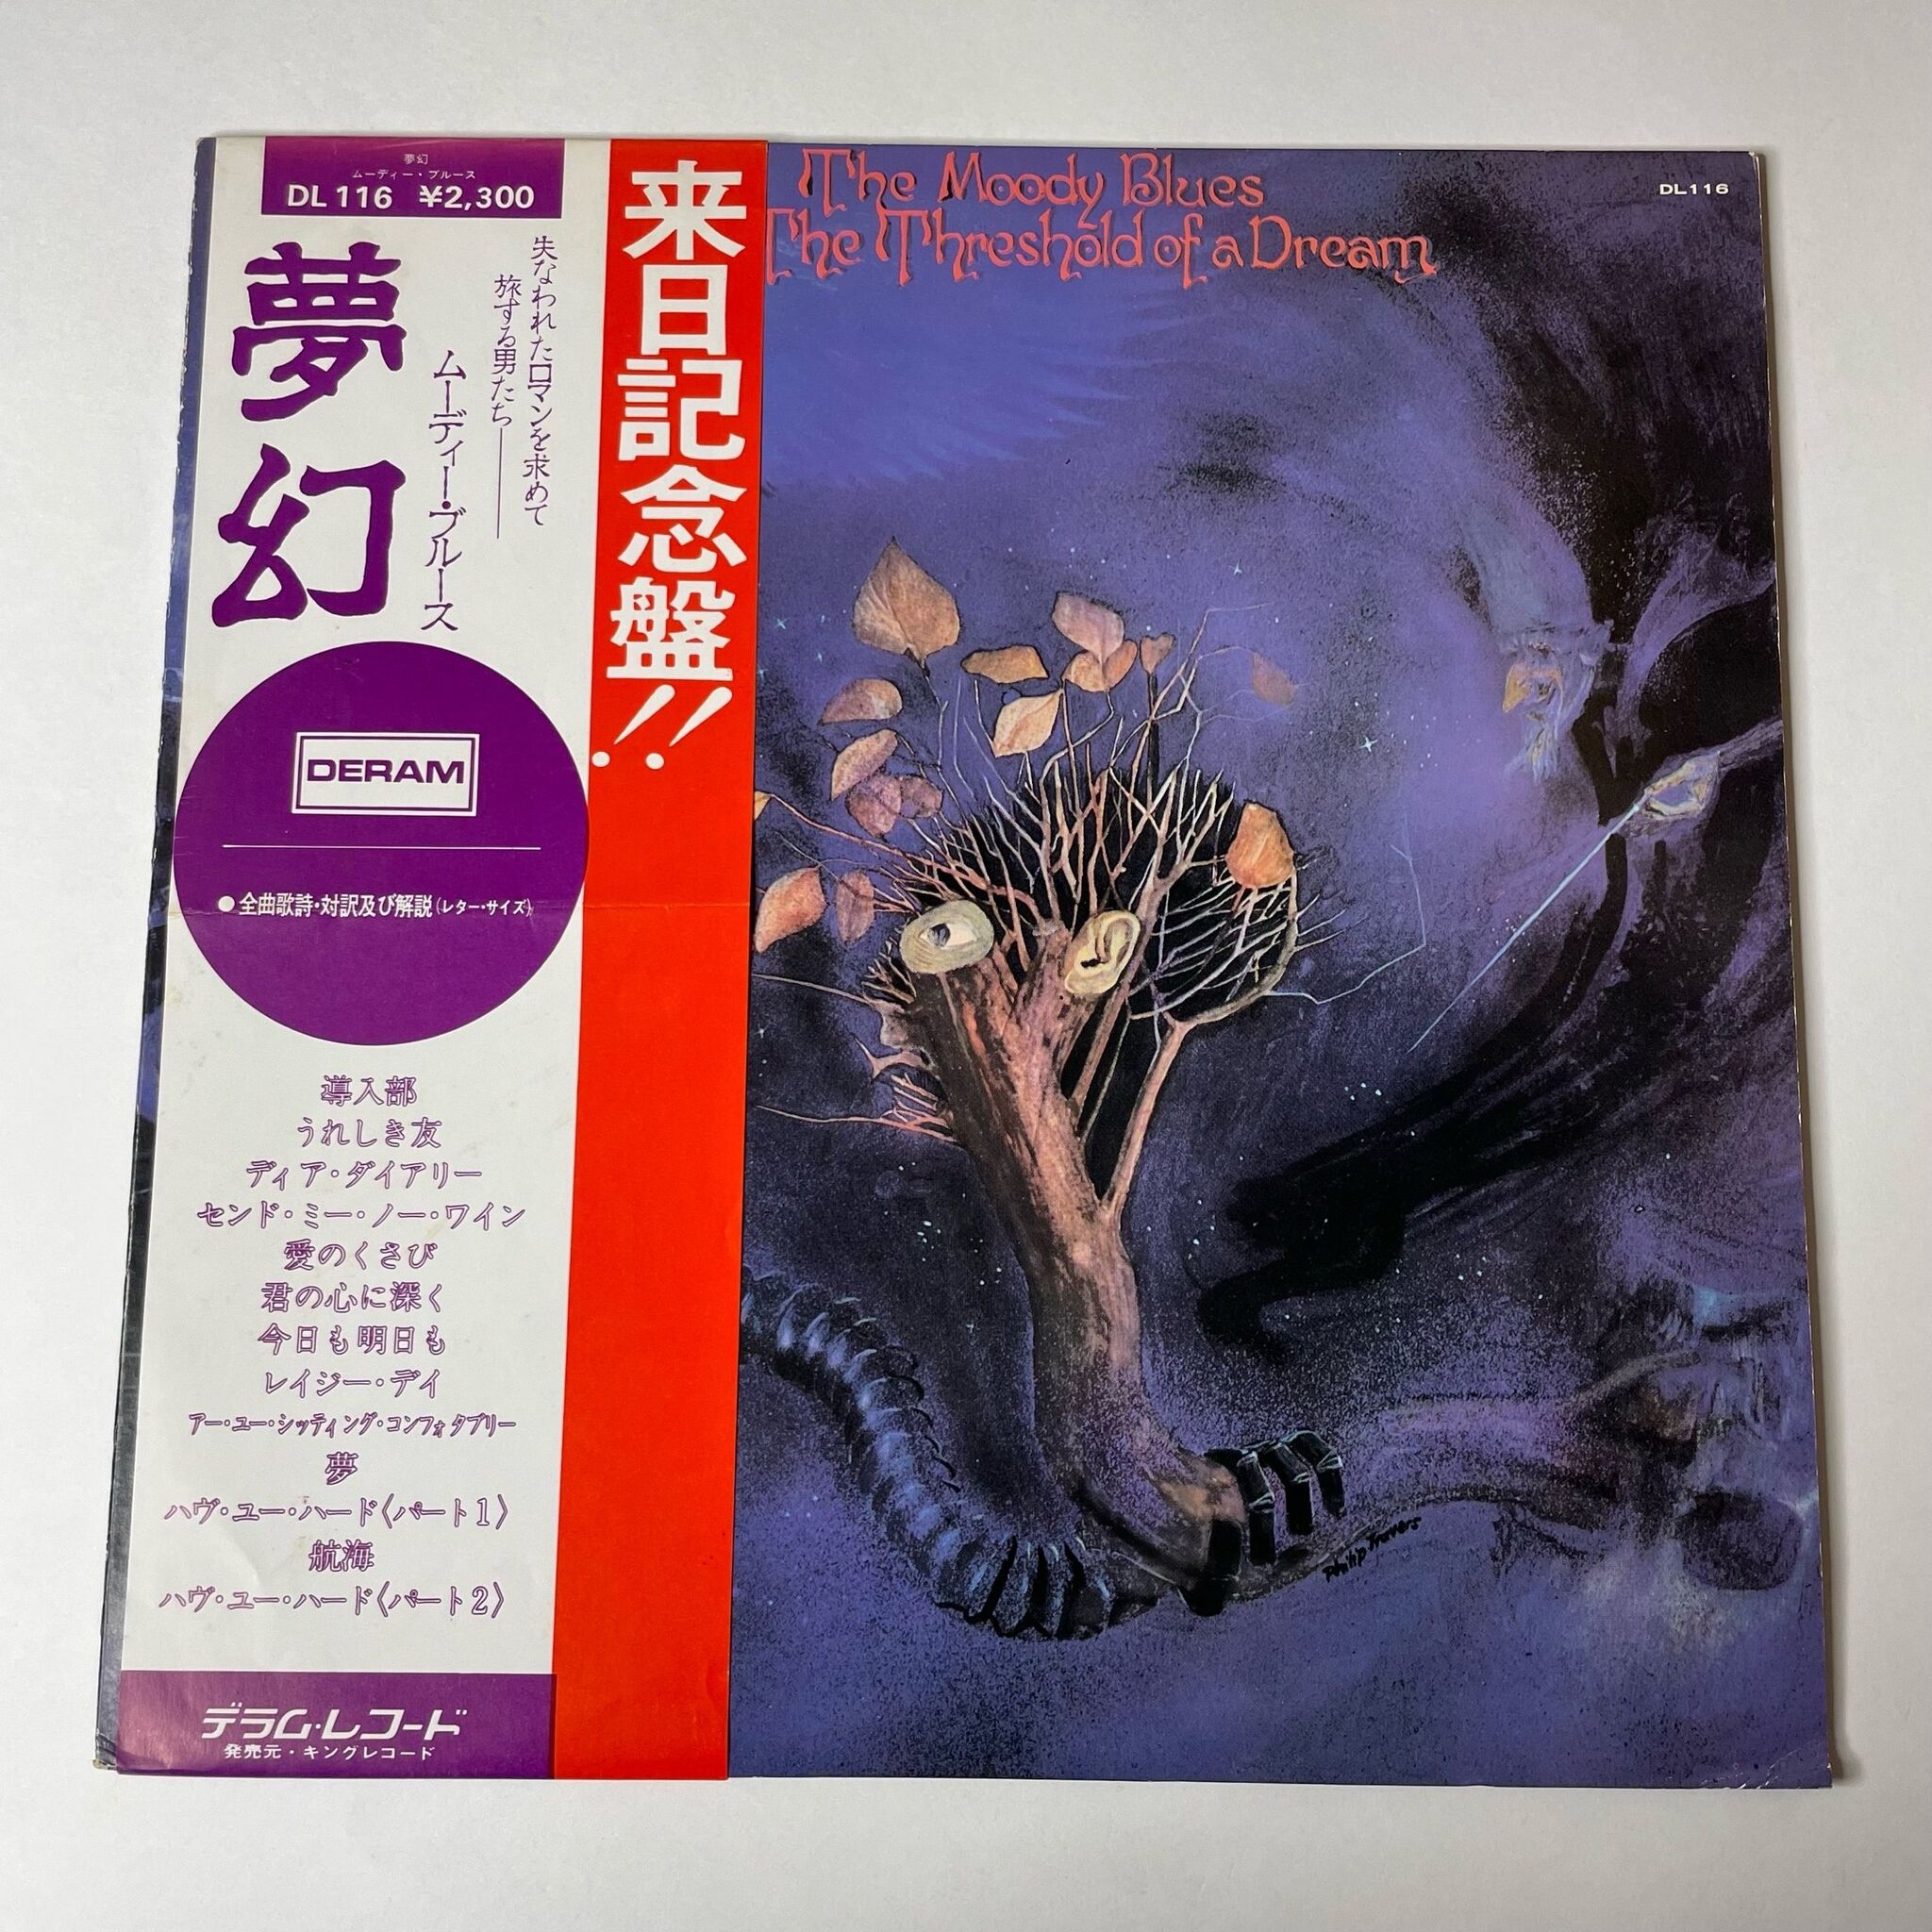 夢幻
ムーディー・ブルース
DL 116 ¥2,300
来日記念盤!!
失なわれたロマンを求めて
旅する男たち――
ムーディー・ブルース
夢幻
DERAM
●全曲歌詩・対訳及び解説(レター・サイズ)
導入部
うれしき友
ディア・ダイアリー
センド・ミー・ノー・ワイン
愛のくさび
君の心に深く
今日も明日も
レイジー・デイ
アー・ユー・シッティング・コンフォタブリー
夢
ハヴ・ユー・ハード〈パート1〉
航海
ハヴ・ユー・ハード〈パート2〉
デラム・レコード
発売元・キングレコード
The Moody Blues
The Threshold of a Dream
DL116
Philip Travers